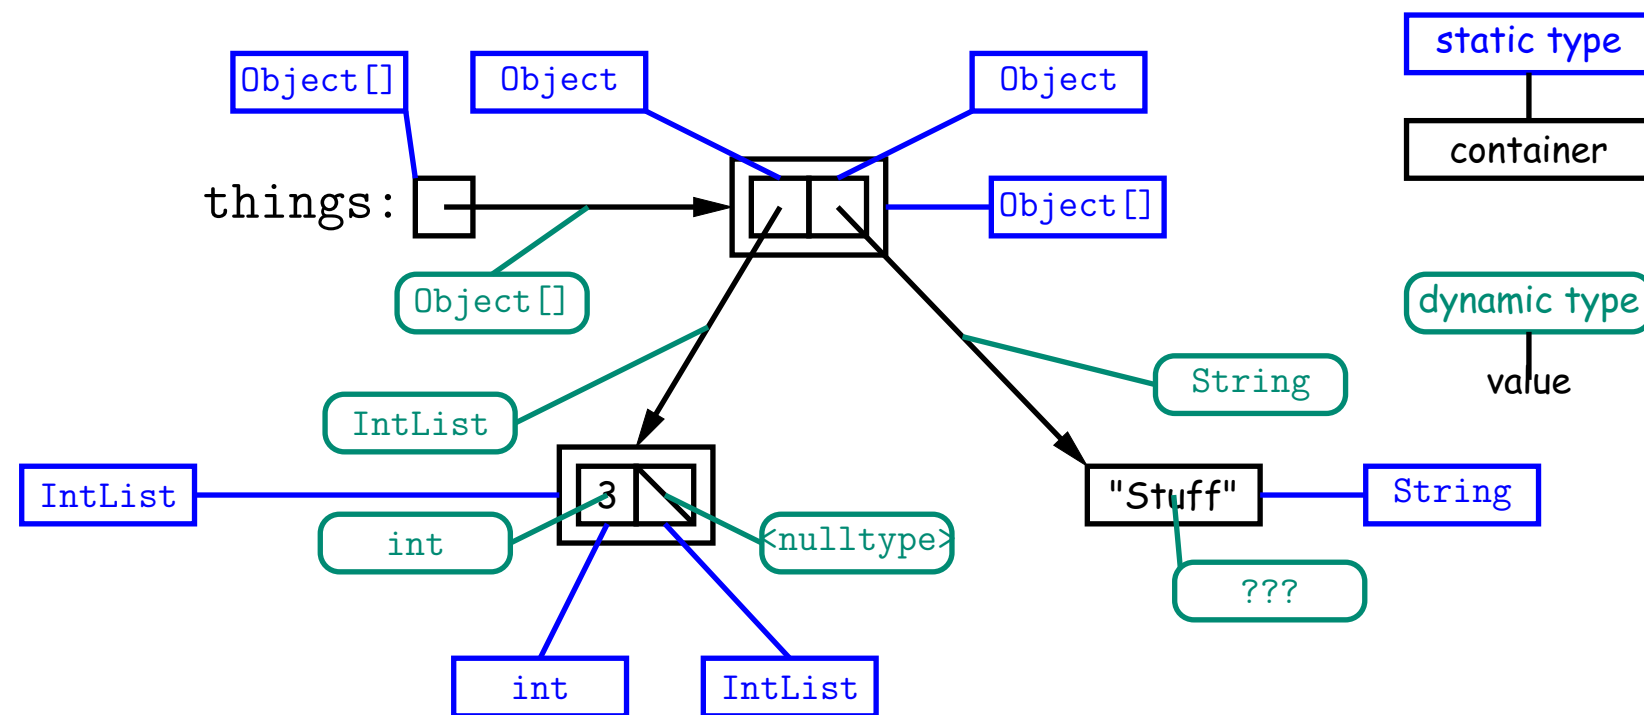 static type
Object[]
Object
Object
container
things:
Object[]
Object[]
dynamic type
String
value
IntList
IntList
3
"Stuff"
String
int
<nulltype>
???
int
IntList